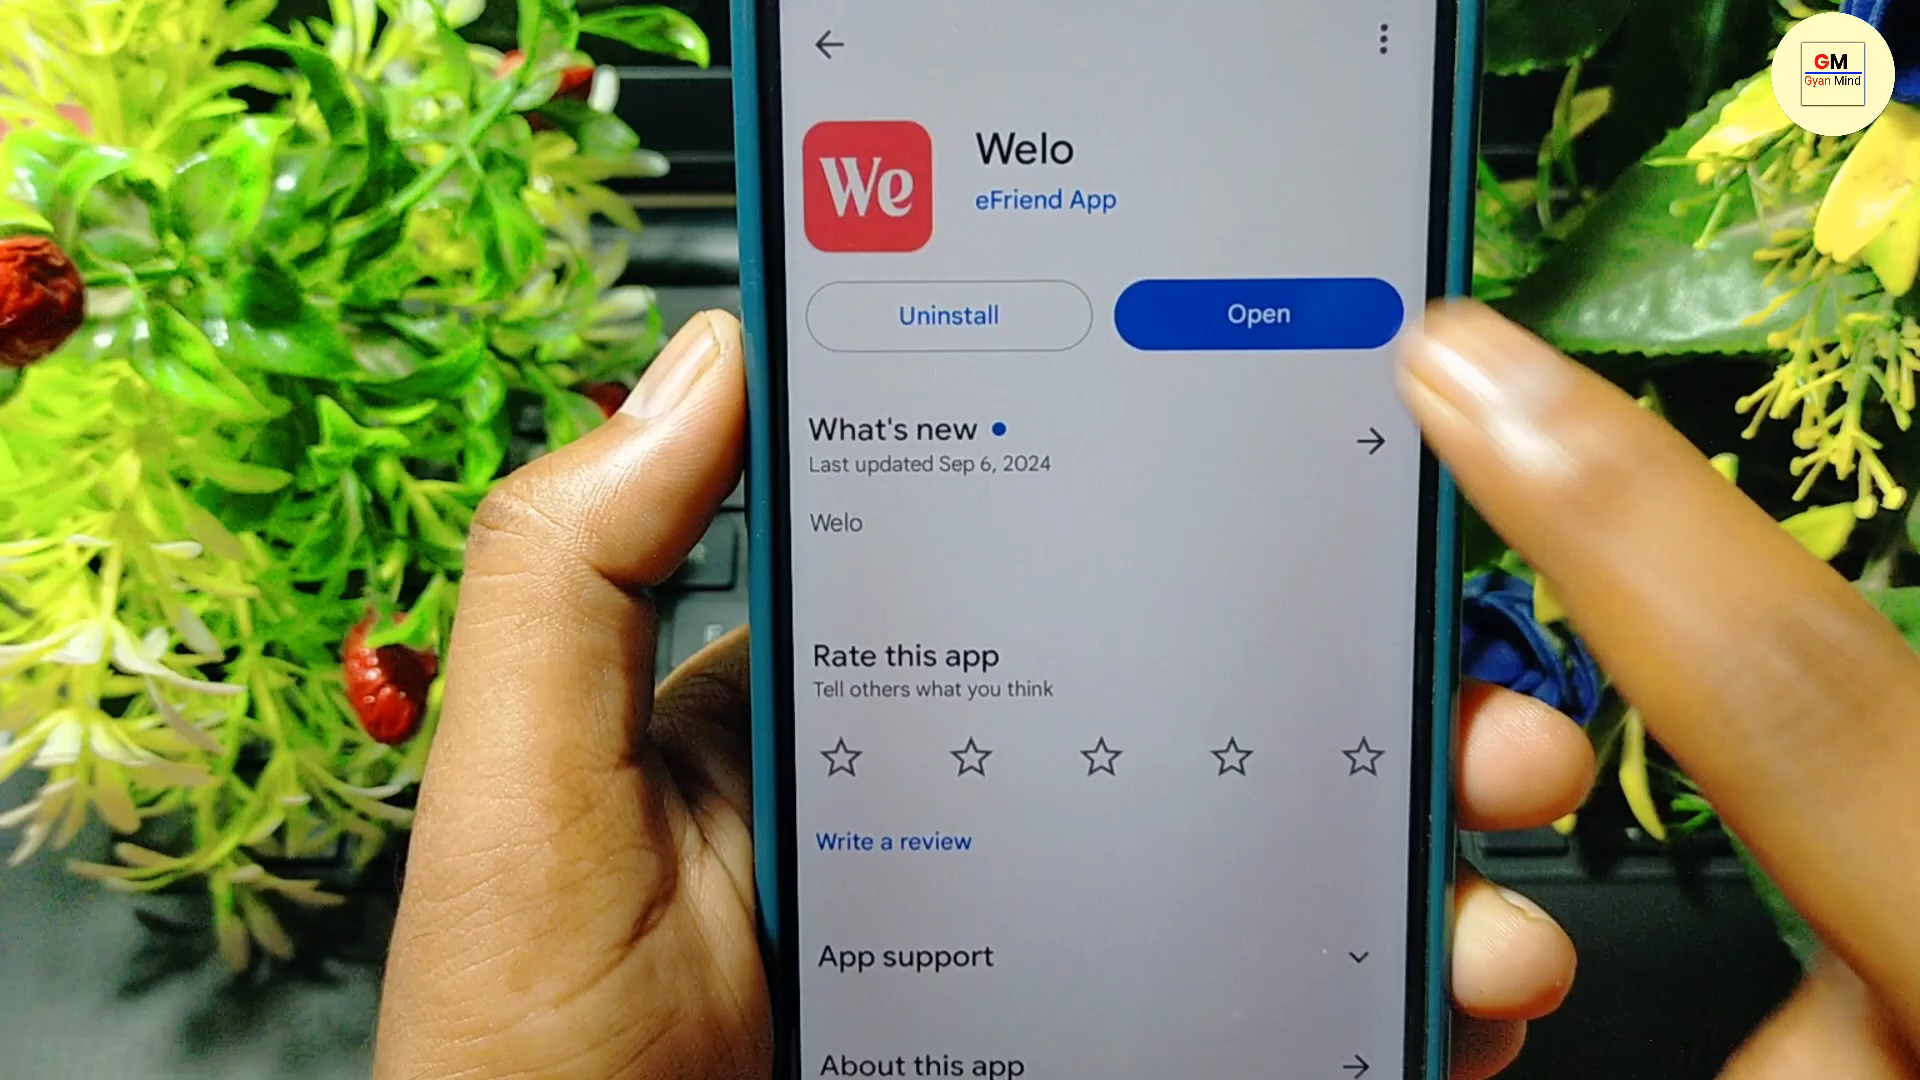 GM
Gyan Mind
We
Welo
eFriend App
Uninstall
Open
What's new
Last updated Sep 6, 2024
Welo
Rate this app
Tell others what you think
Write a review
App support
About this app